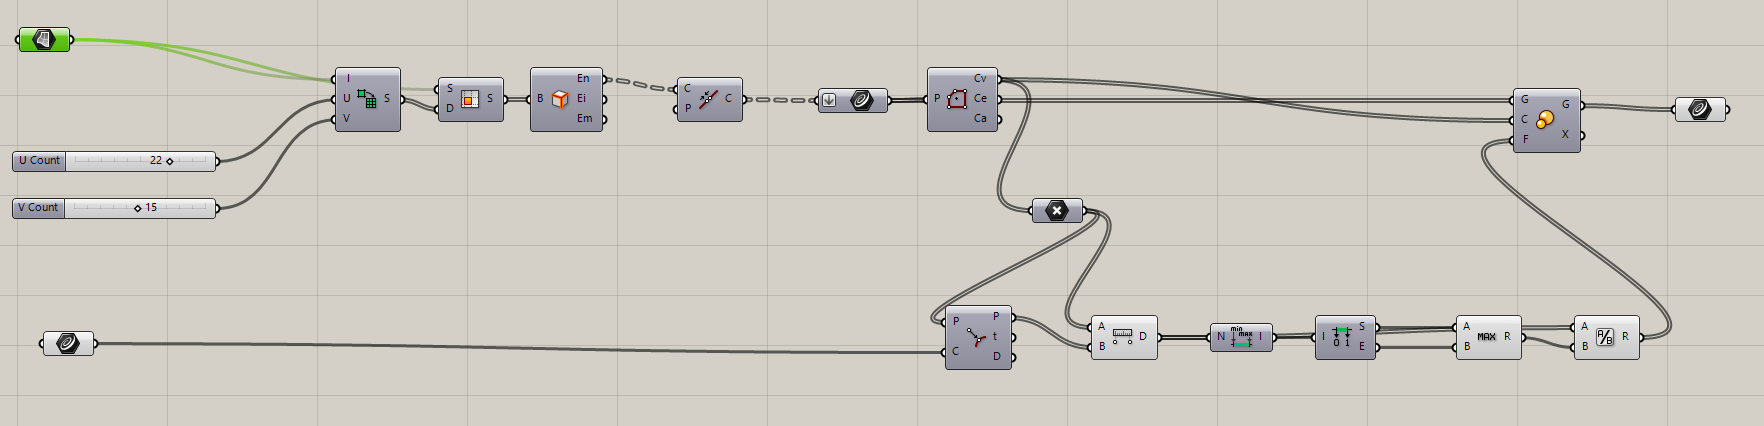 I
U
V
S
S
D
S
B
En
Ei
Em
C
P
C
P
Cv
Ce
Ca
G
C
F
G
X
U Count
22
V Count
15
P
C
P
t
D
A
B
D
N
min
max
I
I
0 1
S
E
A
B
MAX
R
A
B
A/B
R